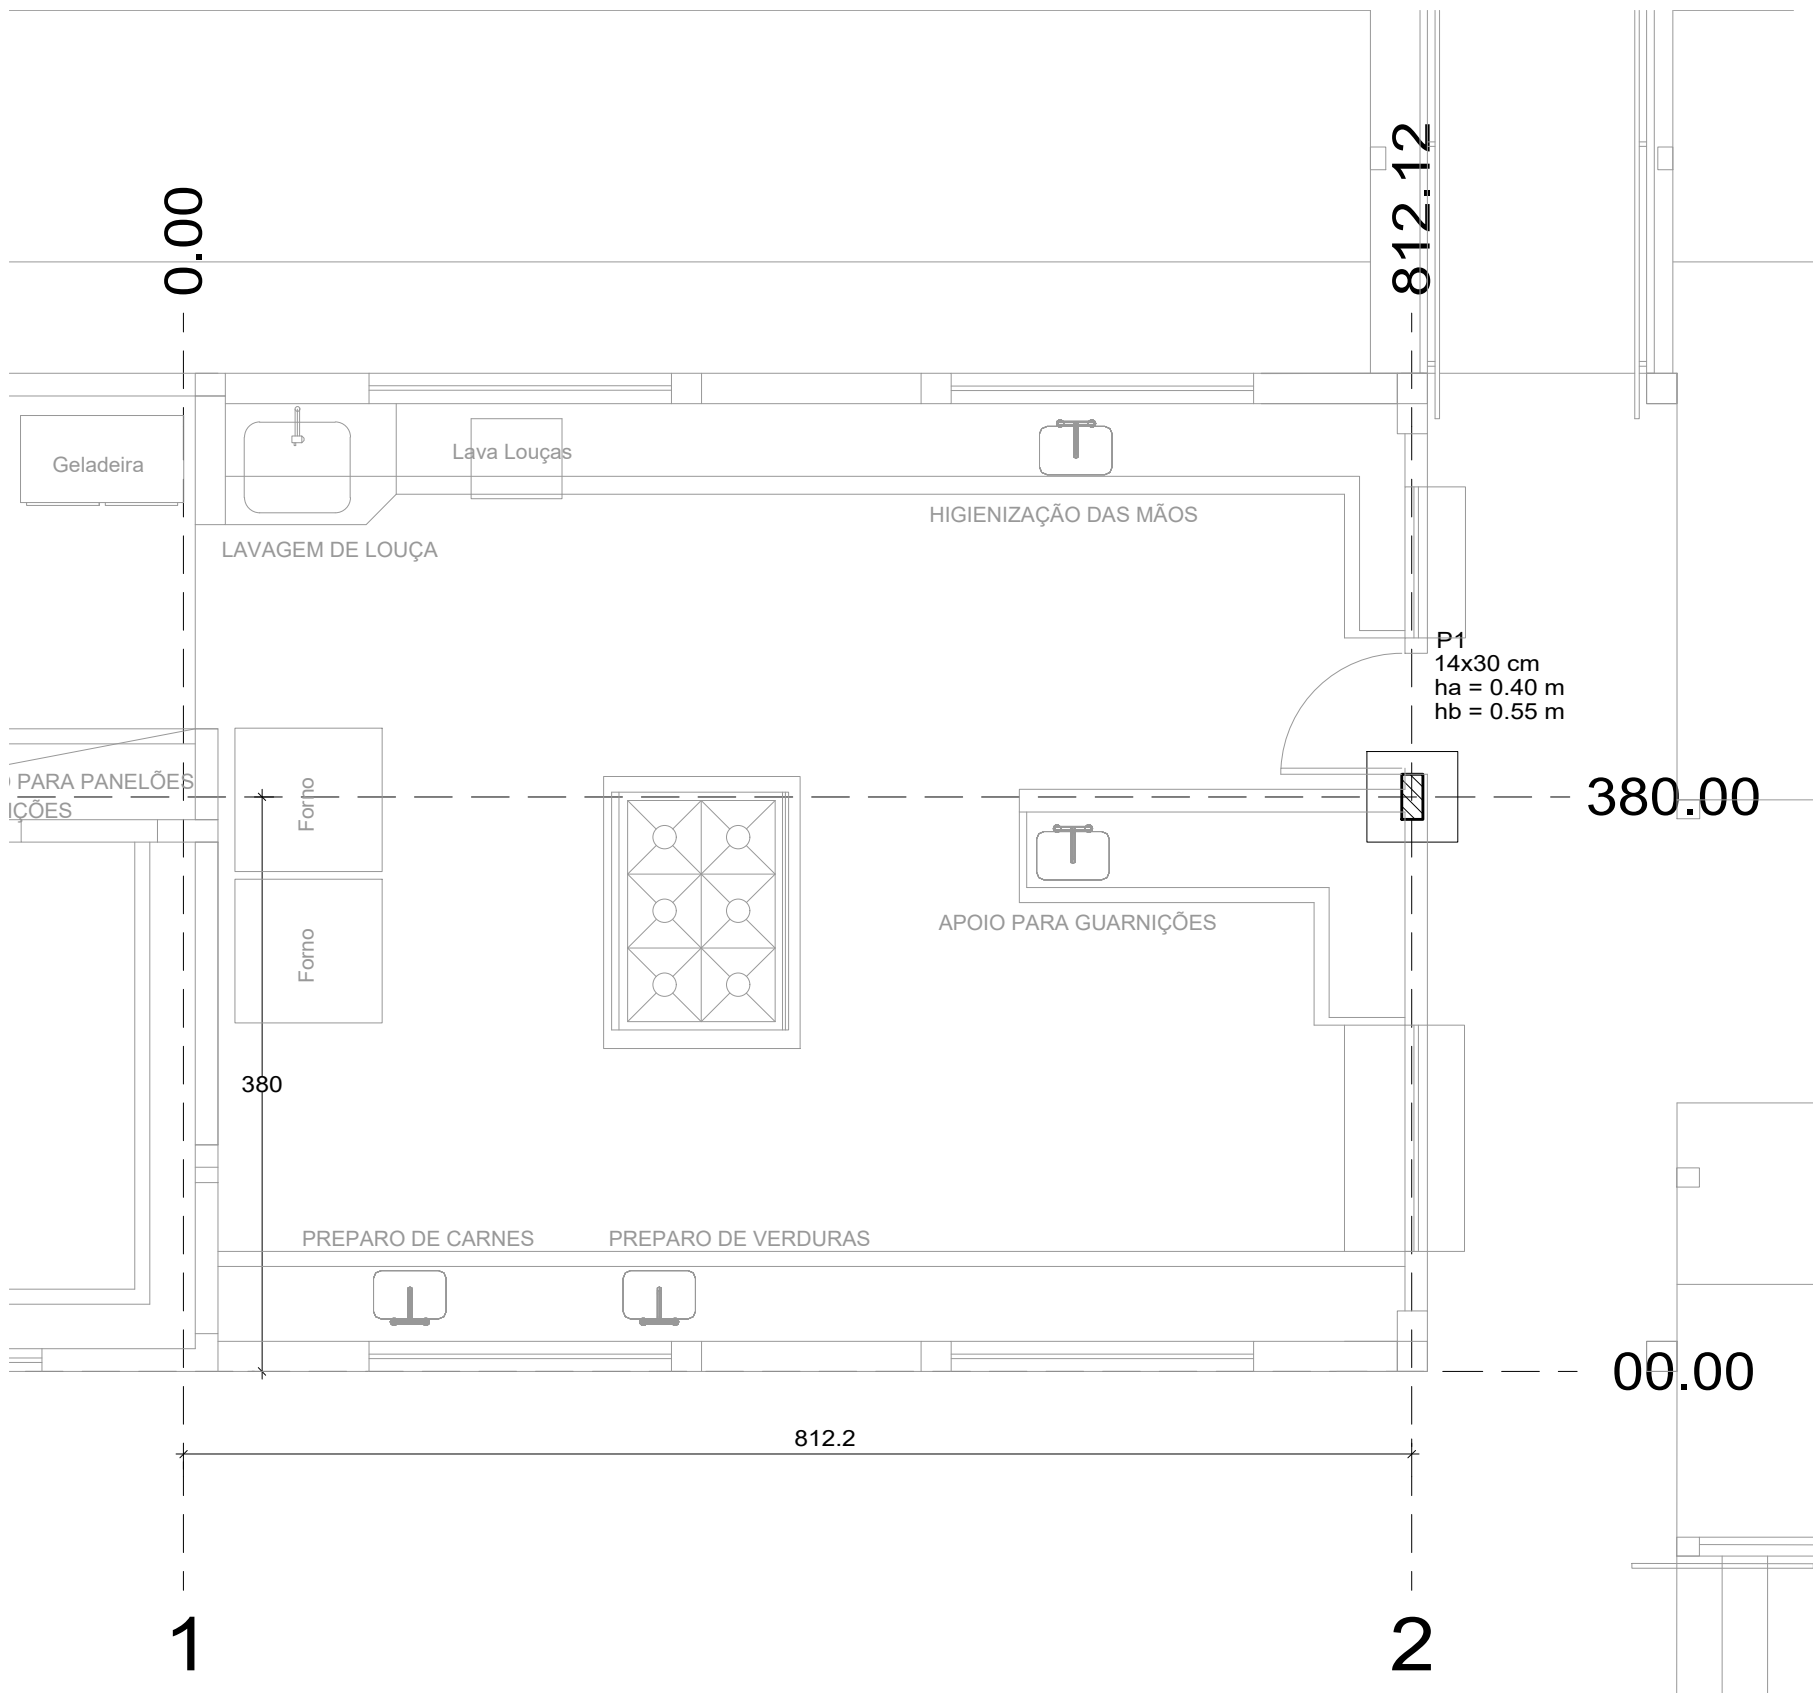 0.00
812.12
Geladeira
Lava Louças
HIGIENIZAÇÃO DAS MÃOS
LAVAGEM DE LOUÇA
P1
14x30 cm
ha = 0.40 m
hb = 0.55 m
PARA PANELÕES
IÇÕES
Forno
380.00
APOIO PARA GUARNIÇÕES
Forno
380
PREPARO DE CARNES
PREPARO DE VERDURAS
00.00
812.2
1
2